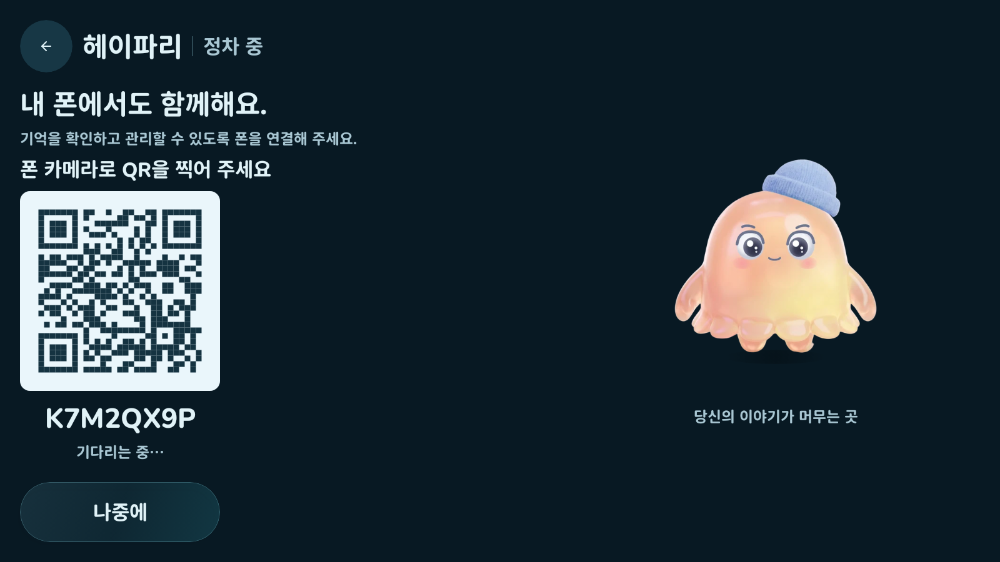 헤이파리 정차 중
내 폰에서도 함께해요.
기억을 확인하고 관리할 수 있도록 폰을 연결해 주세요.
폰 카메라로 QR을 찍어 주세요
K7M2QX9P
기다리는 중…
나중에
당신의 이야기가 머무는 곳